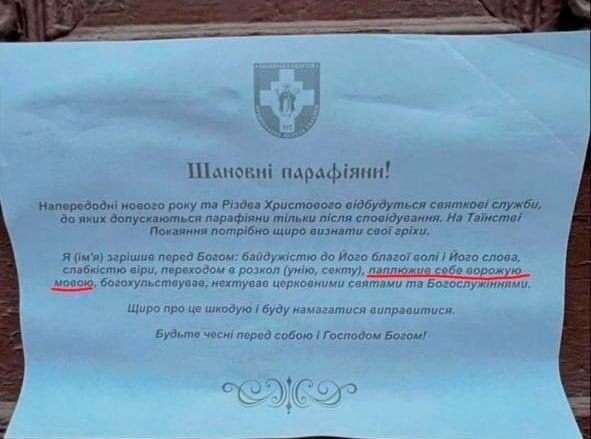 992
Шановні парафіяни!
Напередодні нового року та Різдва Христового відбудуться святкові служби,
до яких допускаються парафіяни тільки після сповідування. На Таїнстві
Покаяння потрібно щиро визнати свої гріхи.
Я (ім'я) згрішив перед Богом: байдужістю до Його благої волі і Його слова,
слабкістю віри, переходом в розкол (унію, секту), паплюжив себе ворожую
мовою, богохульствував, нехтував церковними святами та Богослужіннями.
Щиро про це шкодую і буду намагатися виправитися.
Будьте чесні перед собою і Господом Богом!